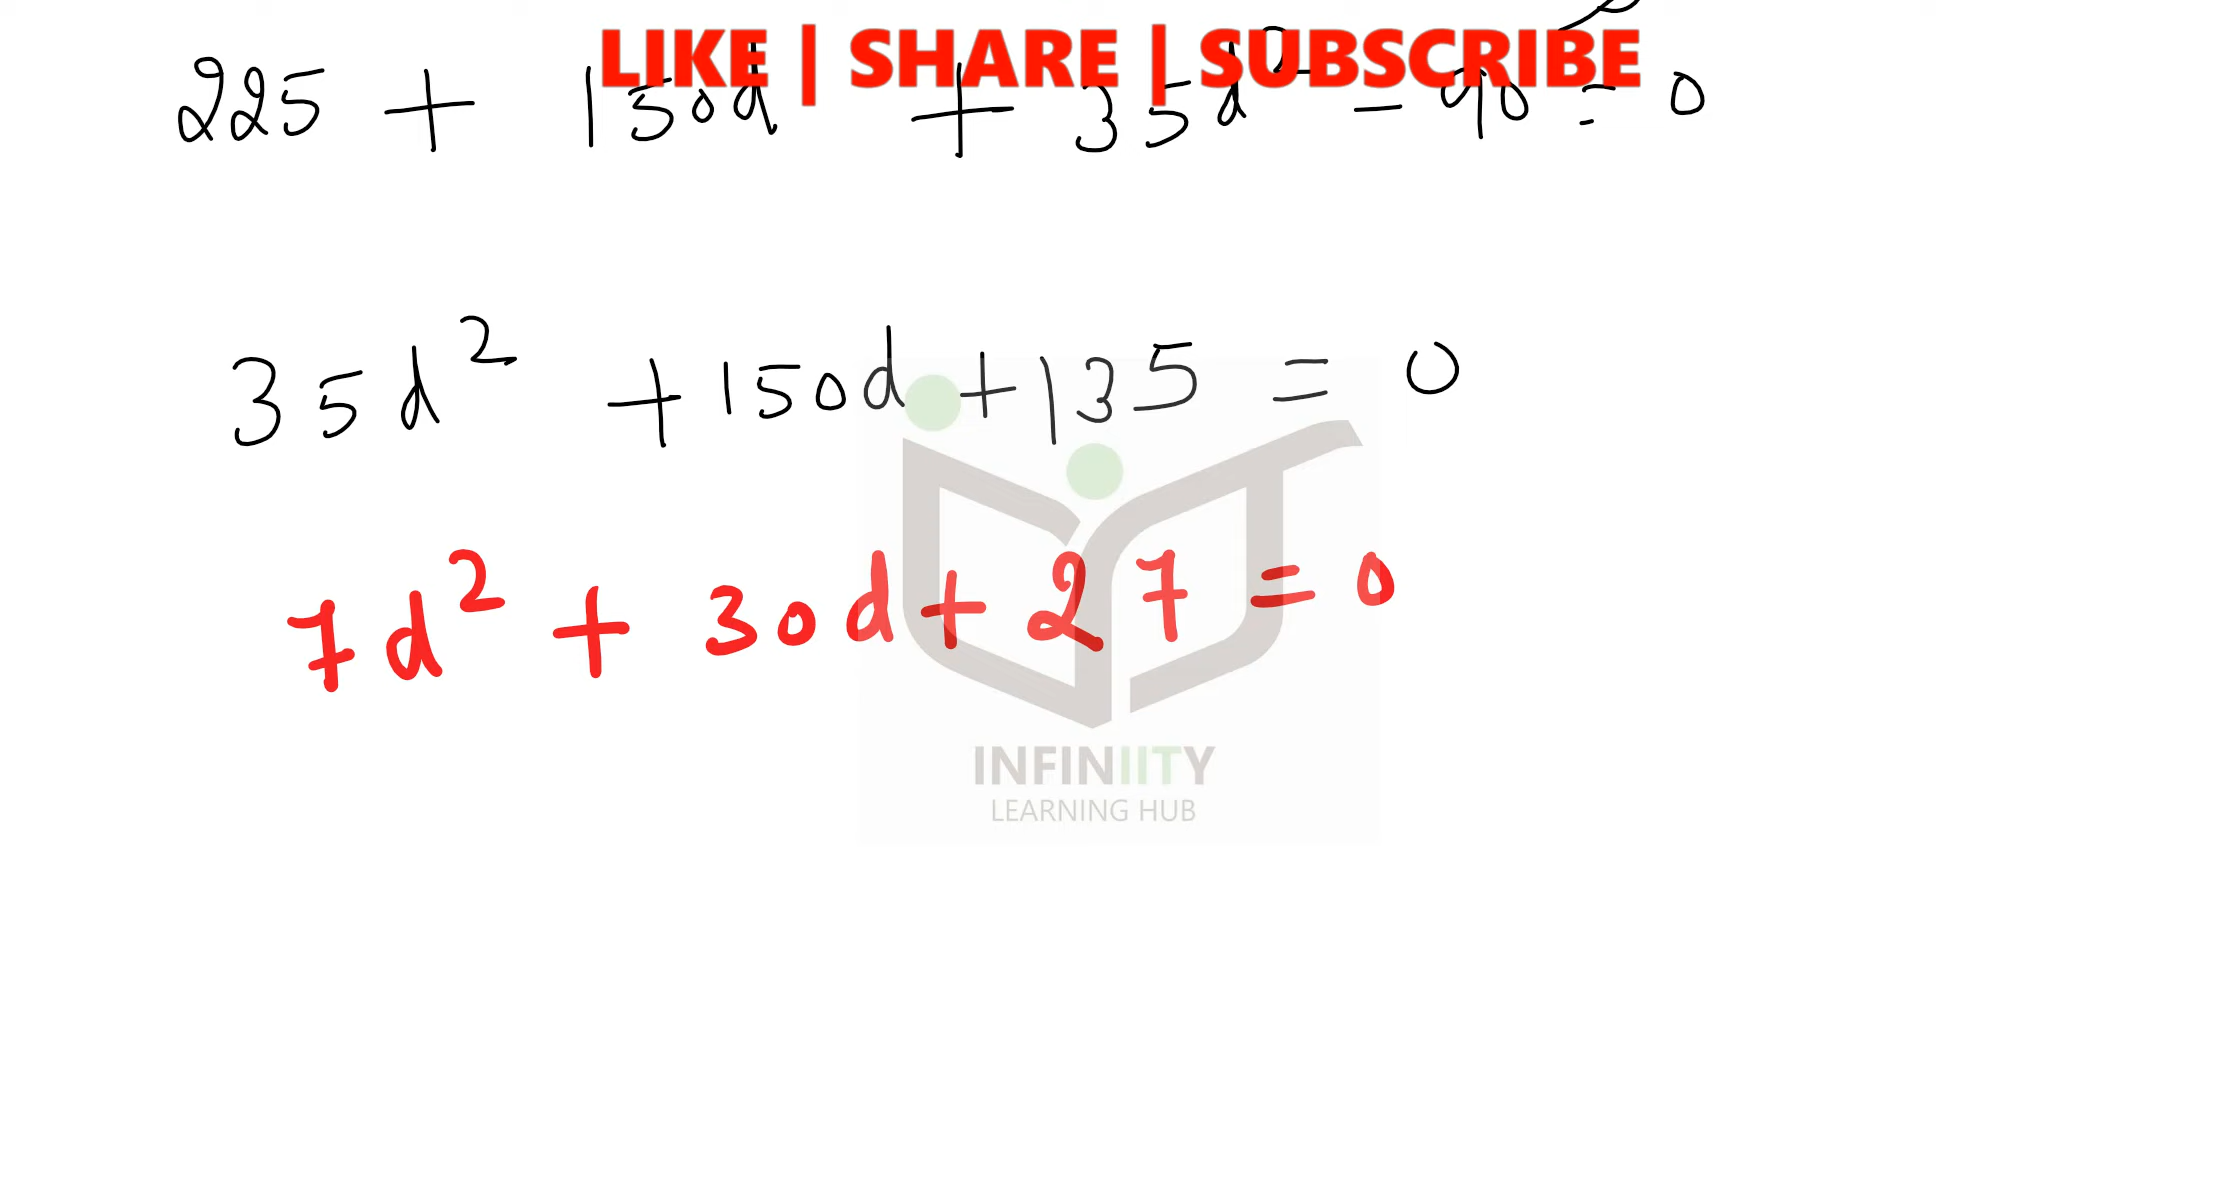 LIKE | SHARE | SUBSCRIBE
225 + 150d + 35d² - 90 = 0
35d² + 150d + 135 = 0
7d² + 30d + 27 = 0
INFINIITY
LEARNING HUB